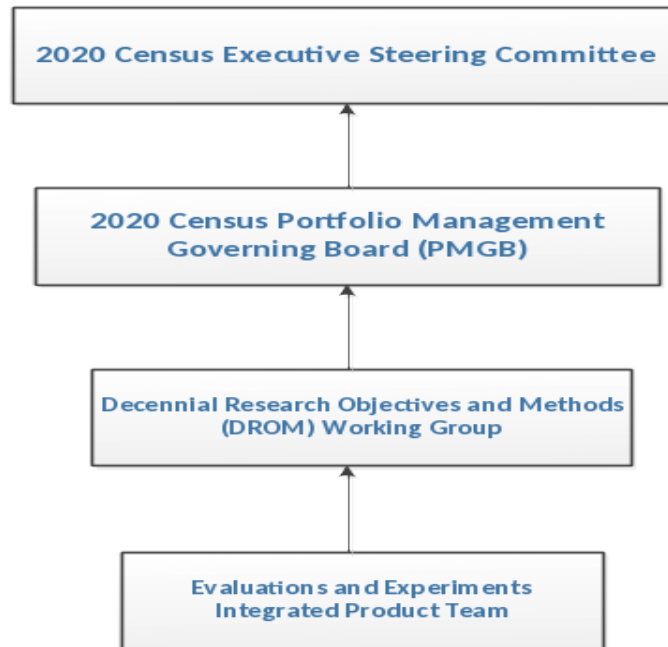 2020 Census Executive Steering Committee
2020 Census Portfolio Management
Governing Board (PMGB)
Decennial Research Objectives and Methods
(DROM) Working Group
Evaluations and Experiments
Integrated Product Team